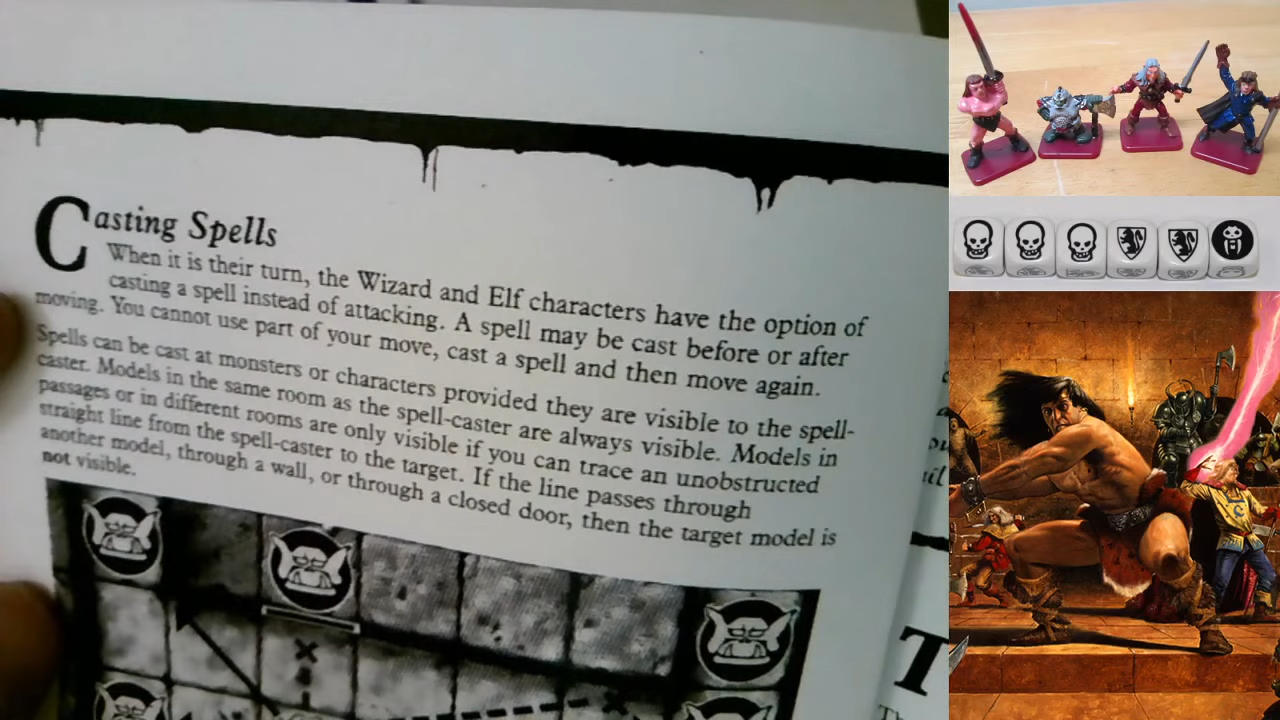 Casting Spells
When it is their turn, the Wizard and Elf characters have the option of
casting a spell instead of attacking. A spell may be cast before or after
moving. You cannot use part of your move, cast a spell and then move again.
Spells can be cast at monsters or characters provided they are visible to the spell-
caster. Models in the same room as the spell-caster are always visible. Models in
passages or in different rooms are only visible if you can trace an unobstructed
straight line from the spell-caster to the target. If the line passes through
another model, through a wall, or through a closed door, then the target model is
not visible.
T